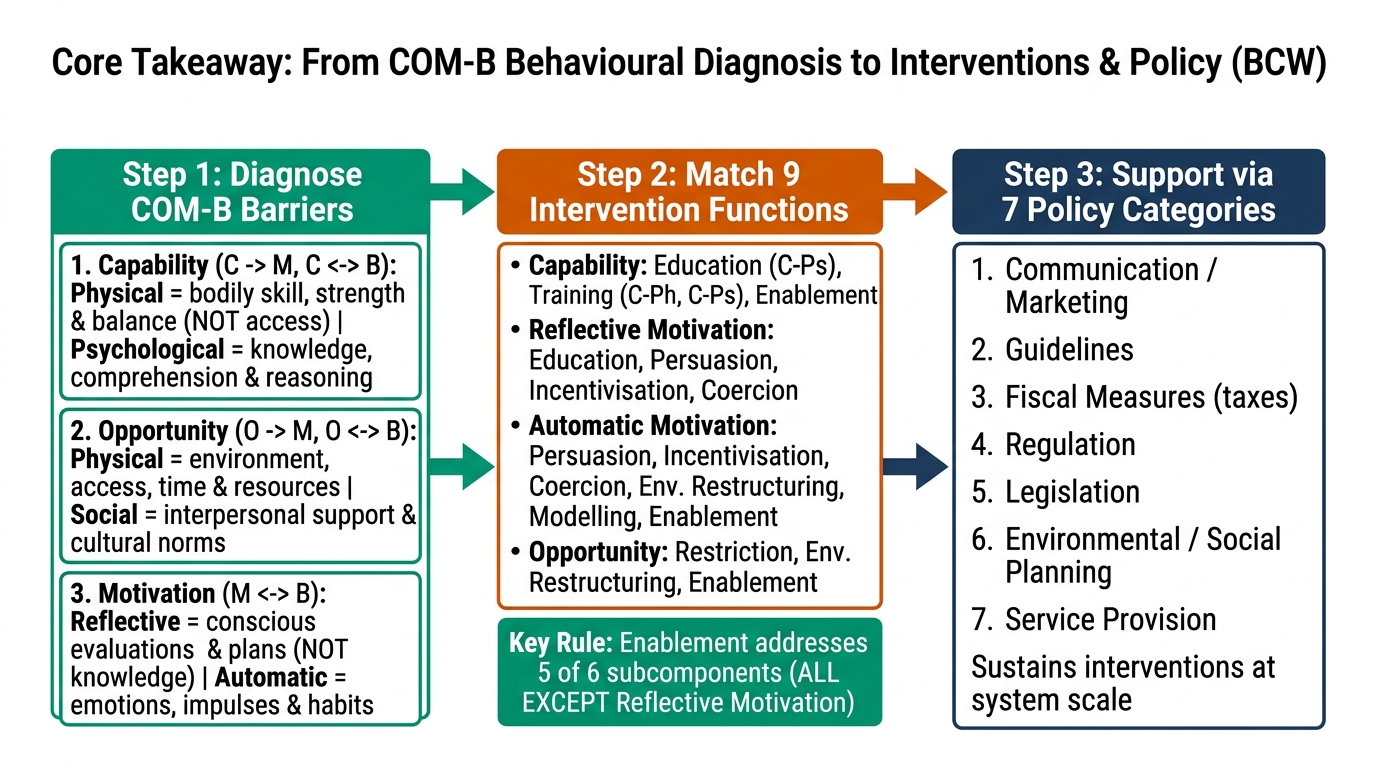 Core Takeaway: From COM-B Behavioural Diagnosis to Interventions & Policy (BCW)
Step 1: Diagnose
COM-B Barriers
1. Capability (C -> M, C <-> B):
Physical = bodily skill, strength
& balance (NOT access) |
Psychological = knowledge,
comprehension & reasoning
2. Opportunity (O -> M, O <-> B):
Physical = environment,
access, time & resources |
Social = interpersonal support &
cultural norms
3. Motivation (M <-> B):
Reflective = conscious
evaluations & plans (NOT
knowledge) | Automatic =
emotions, impulses & habits
Step 2: Match 9
Intervention Functions
• Capability: Education (C-Ps),
Training (C-Ph, C-Ps), Enablement
• Reflective Motivation:
Education, Persuasion,
Incentivisation, Coercion
• Automatic Motivation:
Persuasion, Incentivisation,
Coercion, Env. Restructuring,
Modelling, Enablement
• Opportunity: Restriction, Env.
Restructuring, Enablement
Key Rule: Enablement addresses
5 of 6 subcomponents (ALL
EXCEPT Reflective Motivation)
Step 3: Support via
7 Policy Categories
1. Communication /
Marketing
2. Guidelines
3. Fiscal Measures (taxes)
4. Regulation
5. Legislation
6. Environmental / Social
Planning
7. Service Provision
Sustains interventions at
system scale